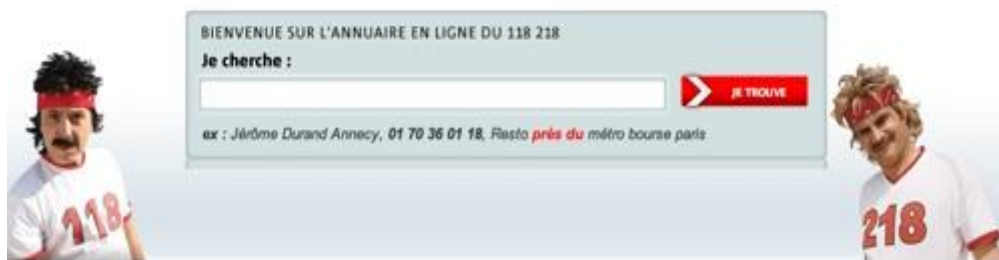 BIENVENUE SUR L'ANNUAIRE EN LIGNE DU 118 218
Je cherche :
JE TROUVE
ex : Jérôme Durand Annecy, 01 70 36 01 18, Resto près du métro bourse paris
118
218